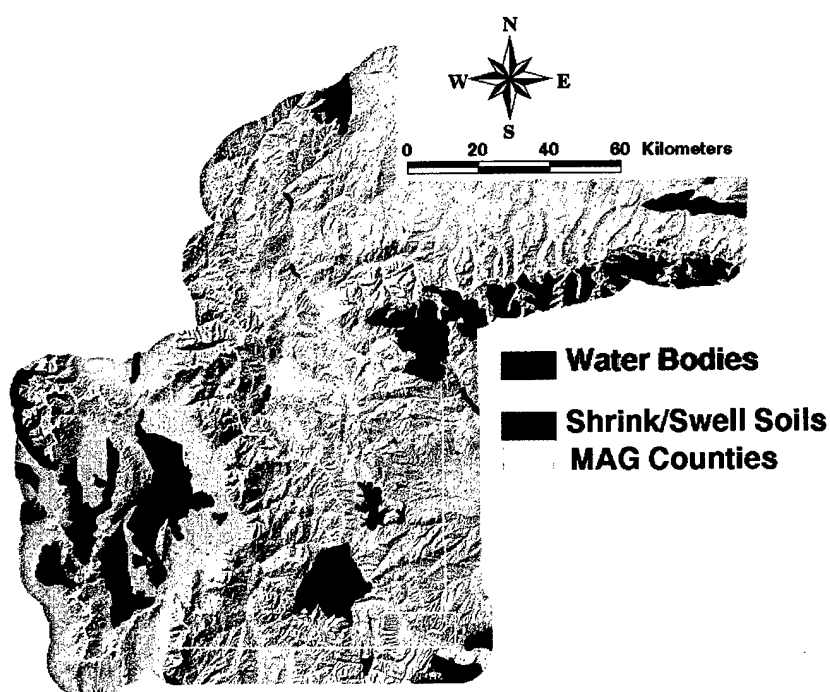 N
W E
S
0 20 40 60 Kilometers
Water Bodies
Shrink/Swell Soils
MAG Counties